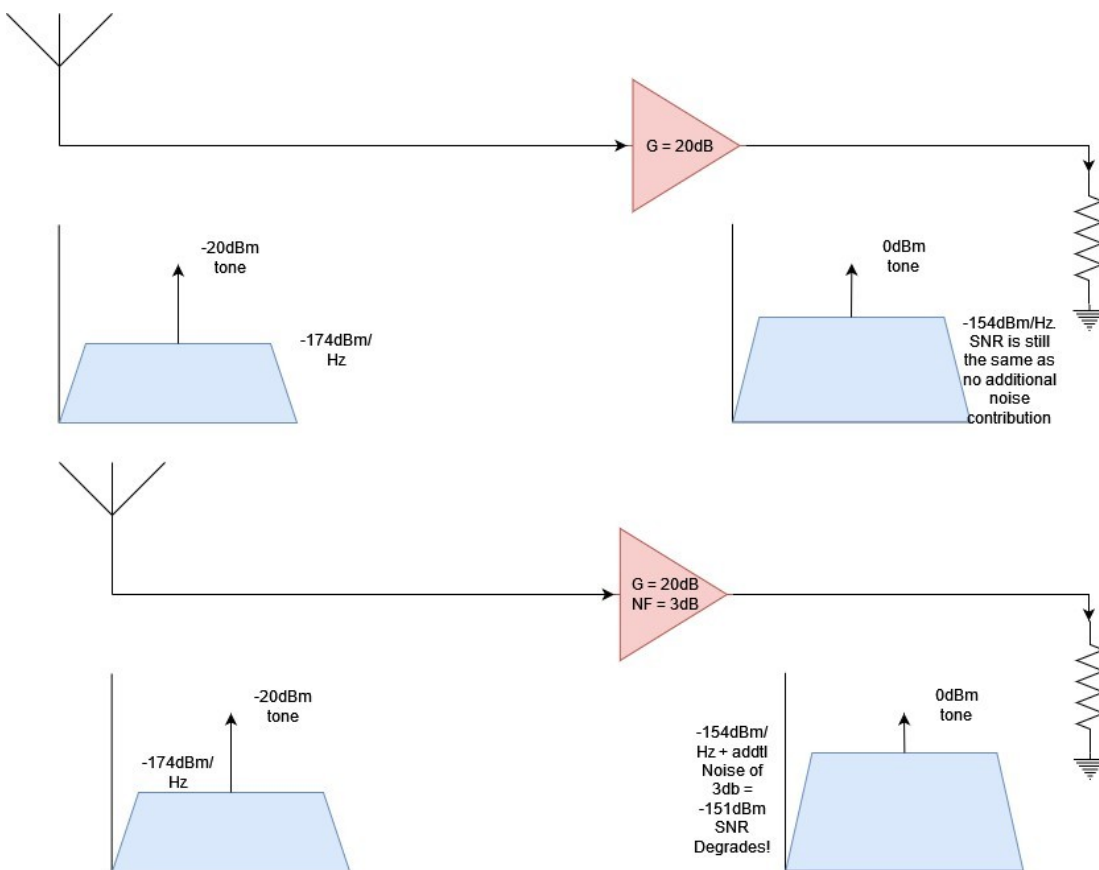 G = 20dB
-20dBm
tone
-174dBm/
Hz
0dBm
tone
-154dBm/Hz.
SNR is still
the same as
no additional
noise
contribution
G = 20dB
NF = 3dB
-20dBm
tone
-174dBm/
Hz
0dBm
tone
-154dBm/
Hz + addtl
Noise of
3db =
-151dBm
SNR
Degrades!